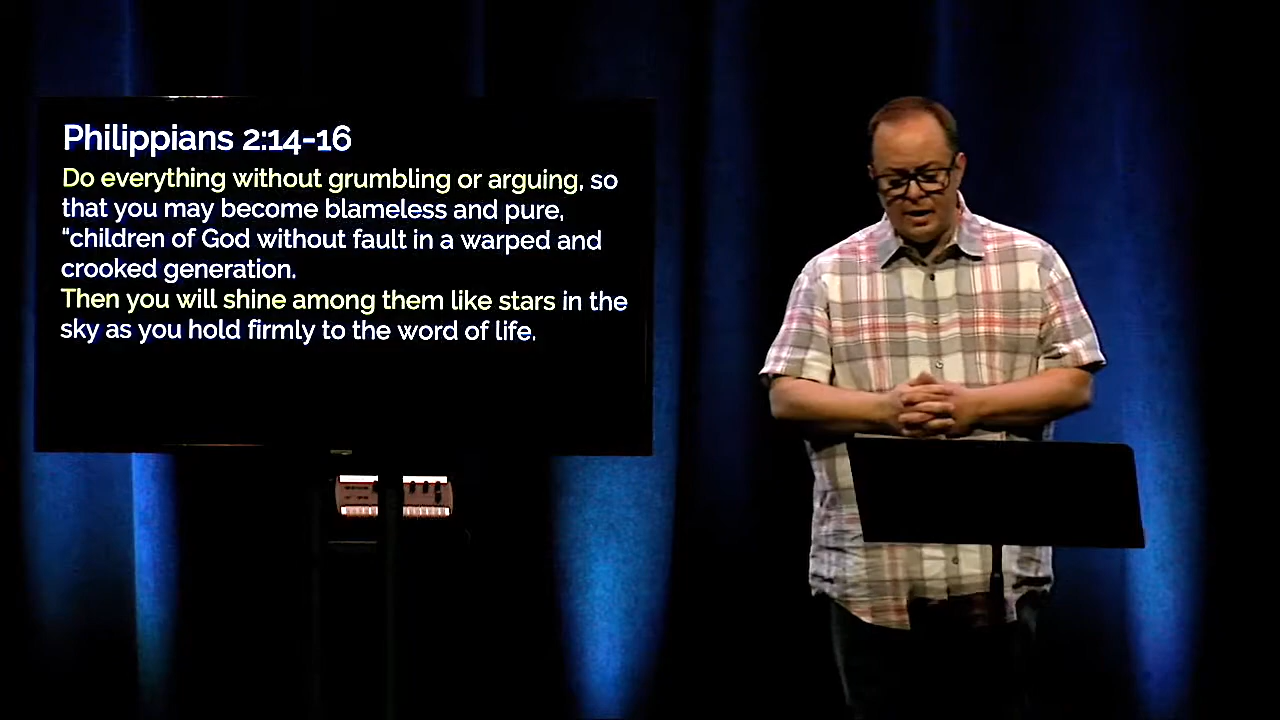 Philippians 2:14-16
Do everything without grumbling or arguing, so
that you may become blameless and pure,
“children of God without fault in a warped and
crooked generation.
Then you will shine among them like stars in the
sky as you hold firmly to the word of life.